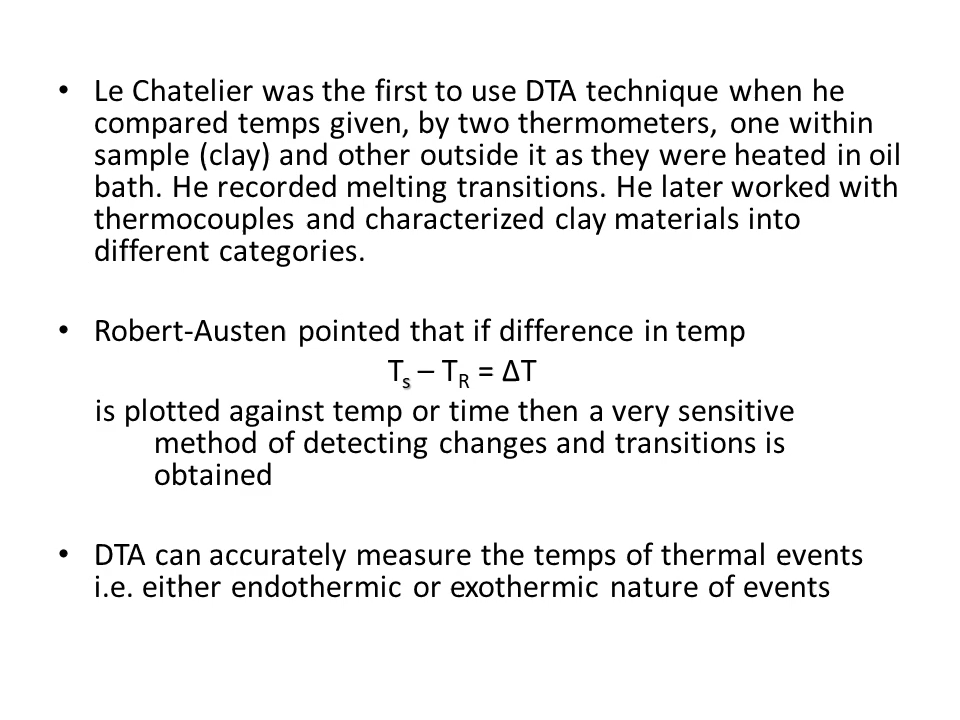 • Le Chatelier was the first to use DTA technique when he
compared temps given, by two thermometers, one within
sample (clay) and other outside it as they were heated in oil
bath. He recorded melting transitions. He later worked with
thermocouples and characterized clay materials into
different categories.
• Robert-Austen pointed that if difference in temp
Tₛ – T_R = ΔT
is plotted against temp or time then a very sensitive
method of detecting changes and transitions is
obtained
• DTA can accurately measure the temps of thermal events
i.e. either endothermic or exothermic nature of events